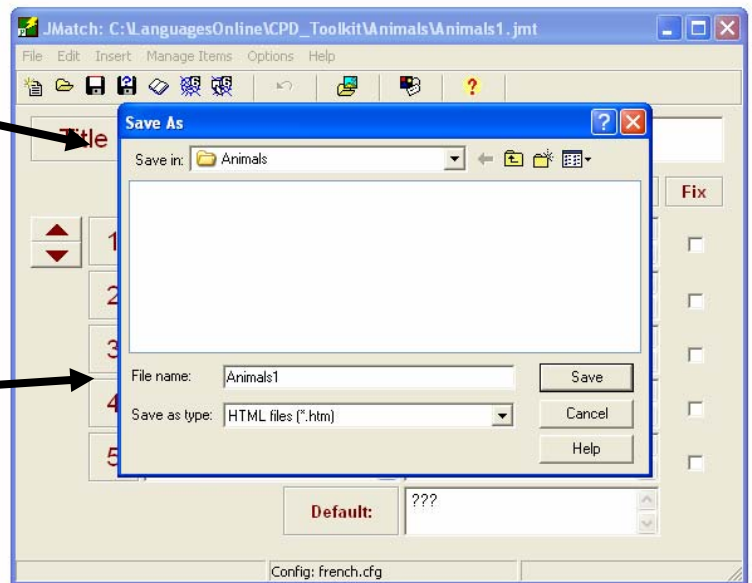 JMatch: C:\LanguagesOnline\CPD_Toolkit\Animals\Animals1.jmt
File Edit Insert Manage Items Options Help
Title
Save As
Save in: Animals
Fix
1
2
3
4
5
File name: Animals1
Save
Save as type: HTML files (*.htm)
Cancel
Help
Default: ???
Config: french.cfg